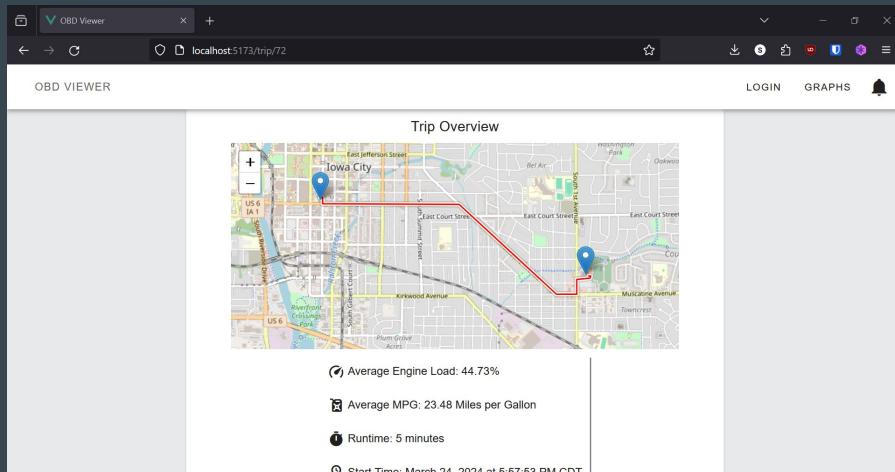 OBD Viewer
localhost:5173/trip/72
OBD VIEWER
LOGIN
GRAPHS
Trip Overview
+
−
East Jefferson Street
Iowa City
US 6
IA 1
South Riverside Drive
East Court Street
South Summit Street
Bel Air
Washington
Park
South 1st Avenue
East Court Street
East Court Street
South Gilbert Court
Kirkwood Avenue
Riverfront
Crossings
Park
US 6
Plum Grove
Acres
Muscatine Avenue
Towncrest
Average Engine Load: 44.73%
Average MPG: 23.48 Miles per Gallon
Runtime: 5 minutes
Start Time: March 24, 2024 at 5:57:53 PM CDT